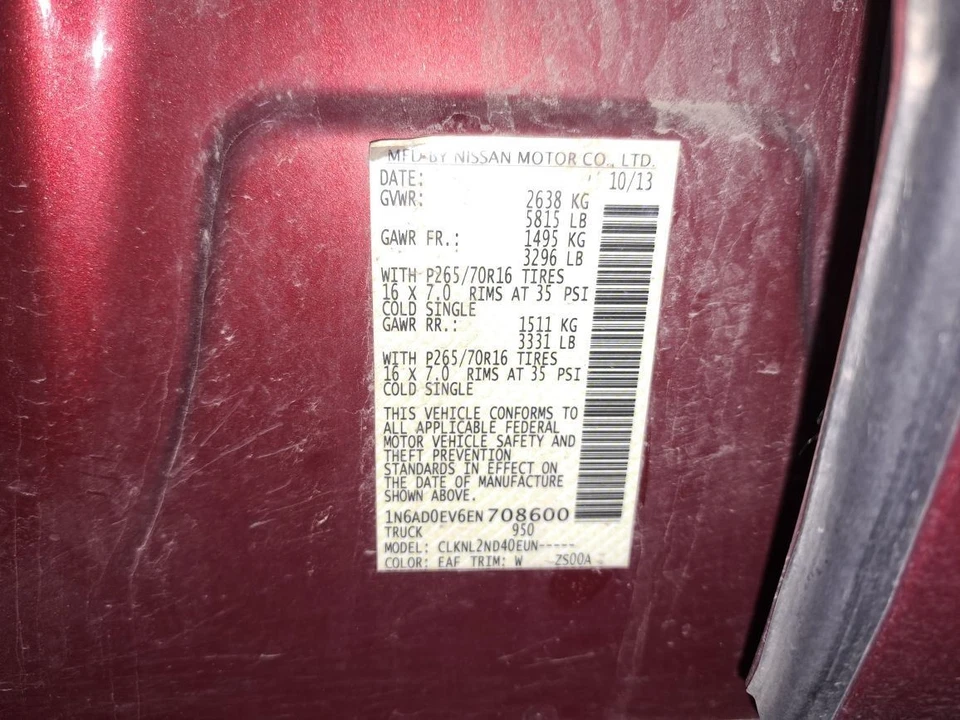 MFD BY NISSAN MOTOR CO., LTD.
DATE: 10/13
GVWR: 2638 KG
5815 LB
GAWR FR.: 1495 KG
3296 LB
WITH P265/70R16 TIRES
16 X 7.0 RIMS AT 35 PSI
COLD SINGLE
GAWR RR.: 1511 KG
3331 LB
WITH P265/70R16 TIRES
16 X 7.0 RIMS AT 35 PSI
COLD SINGLE
THIS VEHICLE CONFORMS TO
ALL APPLICABLE FEDERAL
MOTOR VEHICLE SAFETY AND
THEFT PREVENTION
STANDARDS IN EFFECT ON
THE DATE OF MANUFACTURE
SHOWN ABOVE.
1N6AD0EV6EN708600
TRUCK 950
MODEL: CLKNL2ND40EUN-----
COLOR: EAF TRIM: W ZS00A